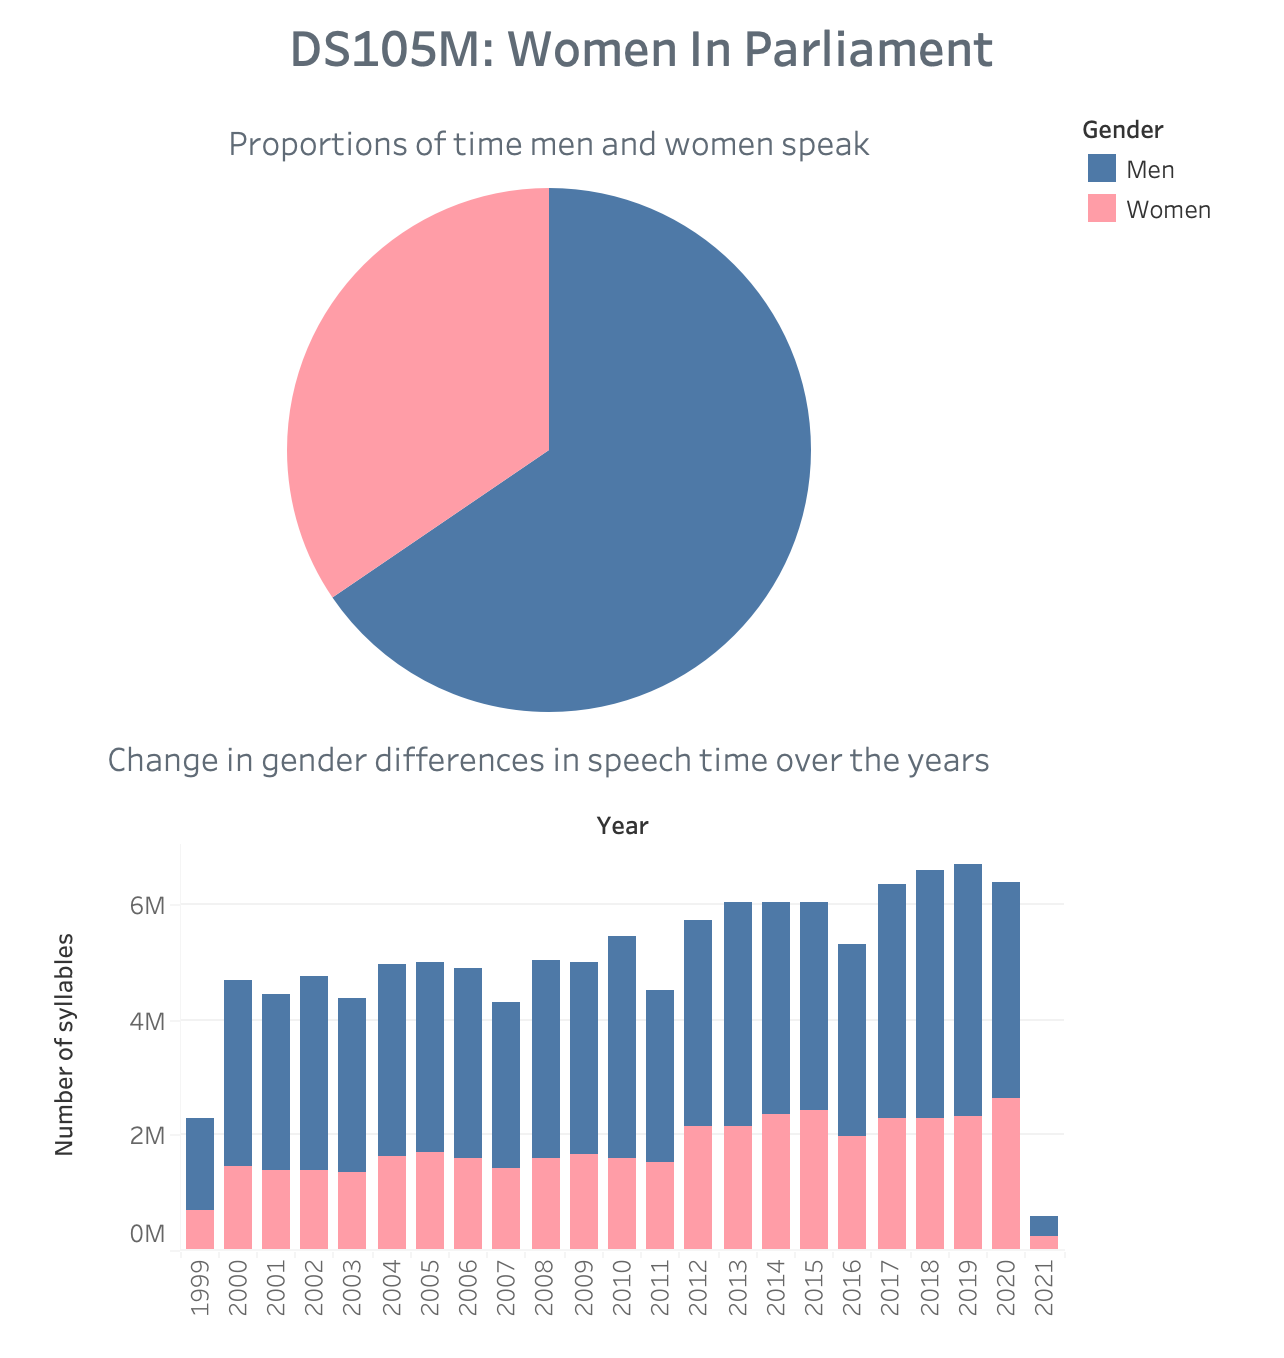 DS105M: Women In Parliament
Proportions of time men and women speak
Gender
Men
Women
Change in gender differences in speech time over the years
Year
Number of syllables
6M
4M
2M
0M
1999
2000
2001
2002
2003
2004
2005
2006
2007
2008
2009
2010
2011
2012
2013
2014
2015
2016
2017
2018
2019
2020
2021